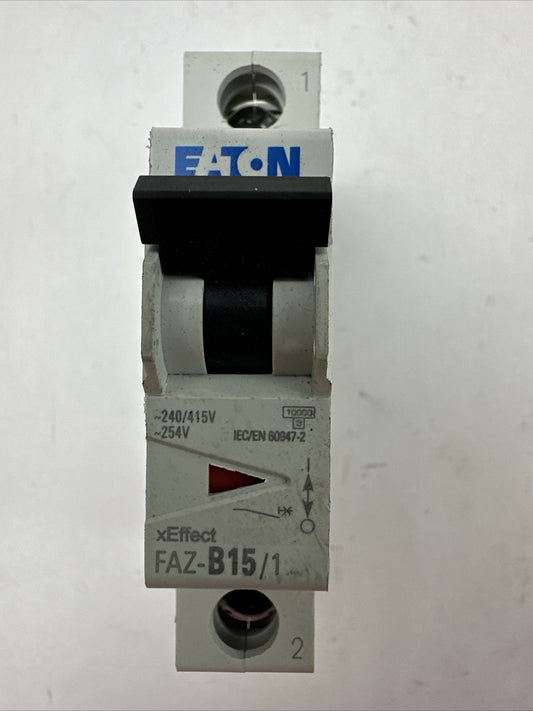 1
EATON
~240/415V
~254V
10000
3
IEC/EN 60947-2
I
xEffect
FAZ-B15/1
2